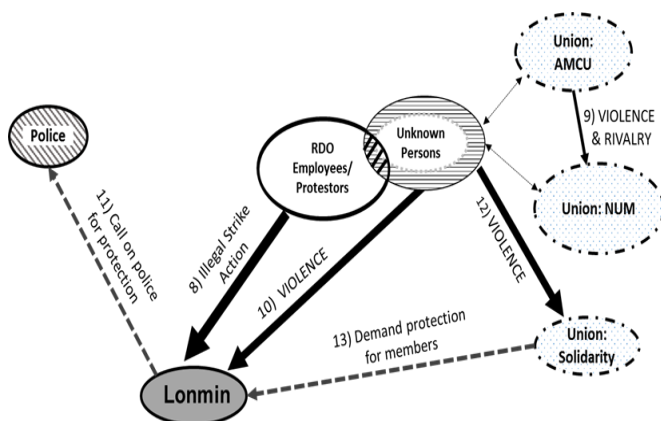 Union:
AMCU
9) VIOLENCE
& RIVALRY
Police
RDO
Employees/
Protestors
Unknown
Persons
Union: NUM
11) Call on police
for protection
8) Illegal Strike
Action
10) VIOLENCE
12) VIOLENCE
13) Demand protection
for members
Union:
Solidarity
Lonmin